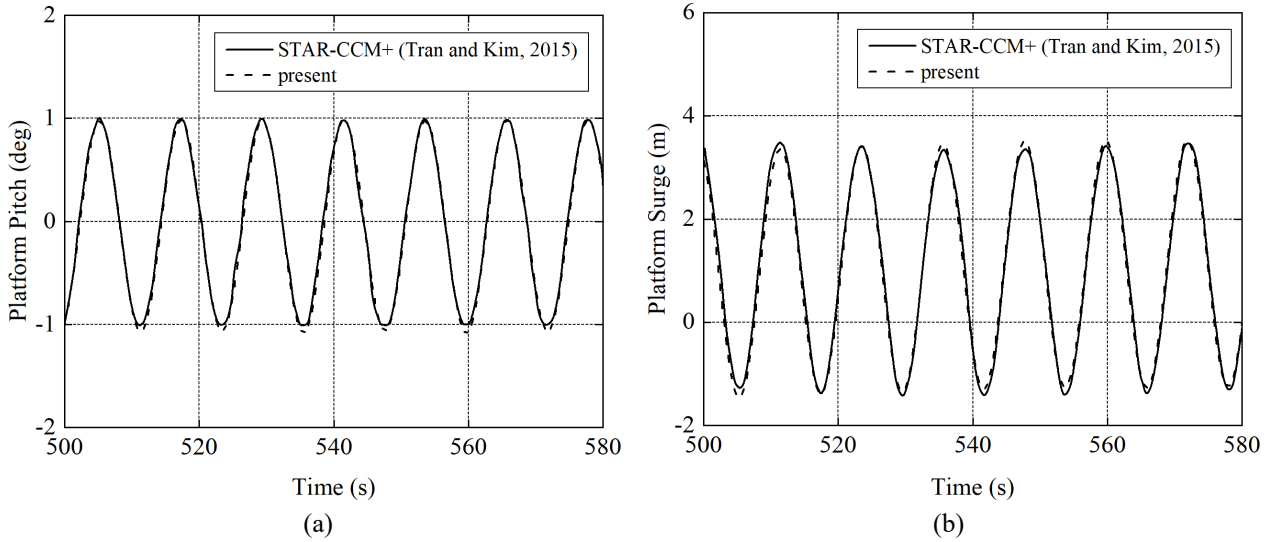 2
1
0
-1
-2
Platform Pitch (deg)
STAR-CCM+ (Tran and Kim, 2015)
present
500
520
540
560
580
Time (s)
(a)
6
4
2
0
-2
Platform Surge (m)
STAR-CCM+ (Tran and Kim, 2015)
present
500
520
540
560
580
Time (s)
(b)